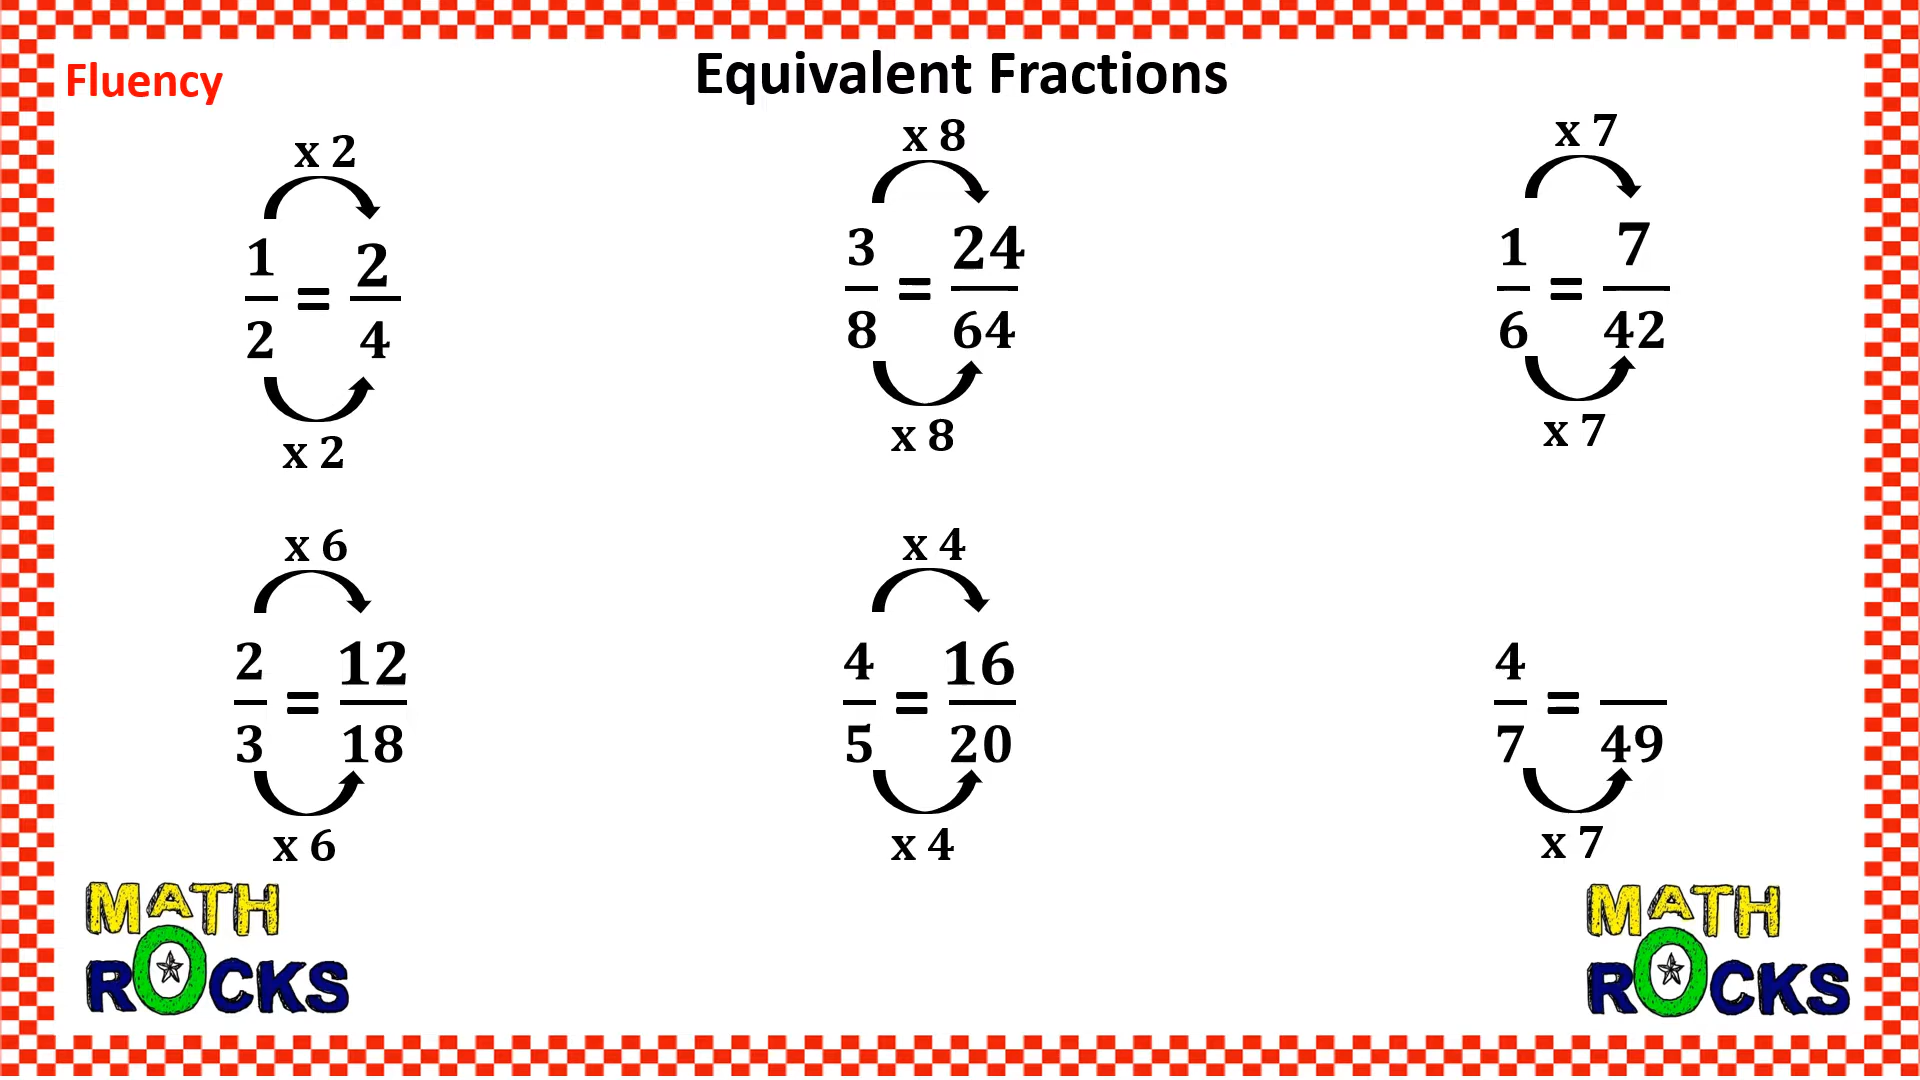 Equivalent Fractions
Fluency
x 2
1/2 = 2/4
x 2
x 8
3/8 = 24/64
x 8
x 7
1/6 = 7/42
x 7
x 6
2/3 = 12/18
x 6
x 4
4/5 = 16/20
x 4
4/7 = /49
x 7
MATH
ROCKS
MATH
ROCKS